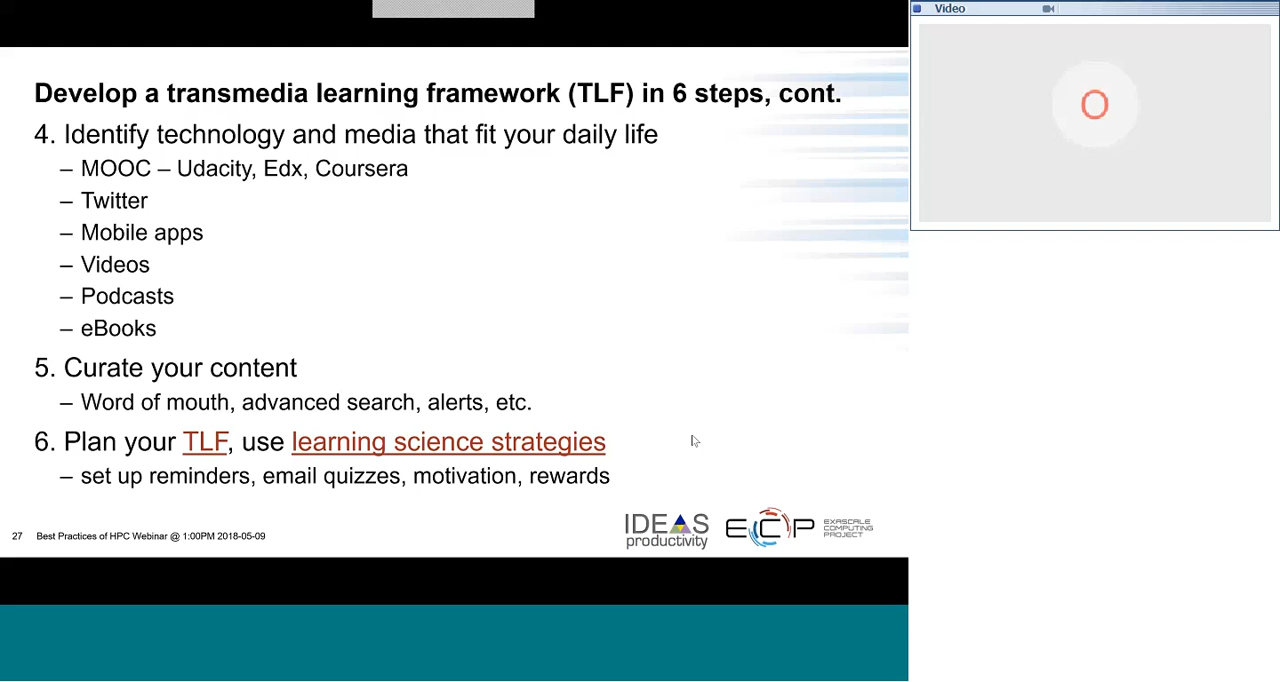 Video
O
Develop a transmedia learning framework (TLF) in 6 steps, cont.
4. Identify technology and media that fit your daily life
– MOOC – Udacity, Edx, Coursera
– Twitter
– Mobile apps
– Videos
– Podcasts
– eBooks
5. Curate your content
– Word of mouth, advanced search, alerts, etc.
6. Plan your TLF, use learning science strategies
– set up reminders, email quizzes, motivation, rewards
27 Best Practices of HPC Webinar @ 1:00PM 2018-05-09
IDEAS
productivity
ECP
EXASCALE
COMPUTING
PROJECT